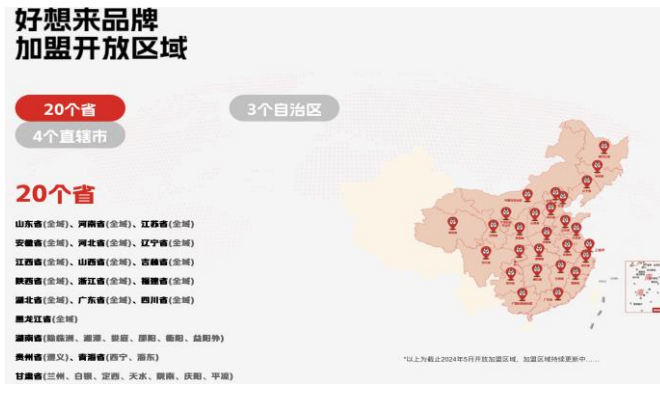 好想来品牌
加盟开放区域
20个省
3个自治区
4个直辖市
20个省
山东省(全域)、河南省(全域)、江苏省(全域)
安徽省(全域)、河北省(全域)、辽宁省(全域)
江西省(全域)、山西省(全域)、吉林省(全域)
陕西省(全域)、浙江省(全域)、福建省(全域)
湖北省(全域)、广东省(全域)、四川省(全域)
黑龙江省(全域)
湖南省(除临澧、湘潭、娄底、邵阳、衡阳、益阳外)
贵州省(遵义)、青海省(西宁、海东)
甘肃省(兰州、白银、定西、天水、陇南、庆阳、平凉)
*以上为截止2024年5月开放加盟区域，加盟区域持续更新中......